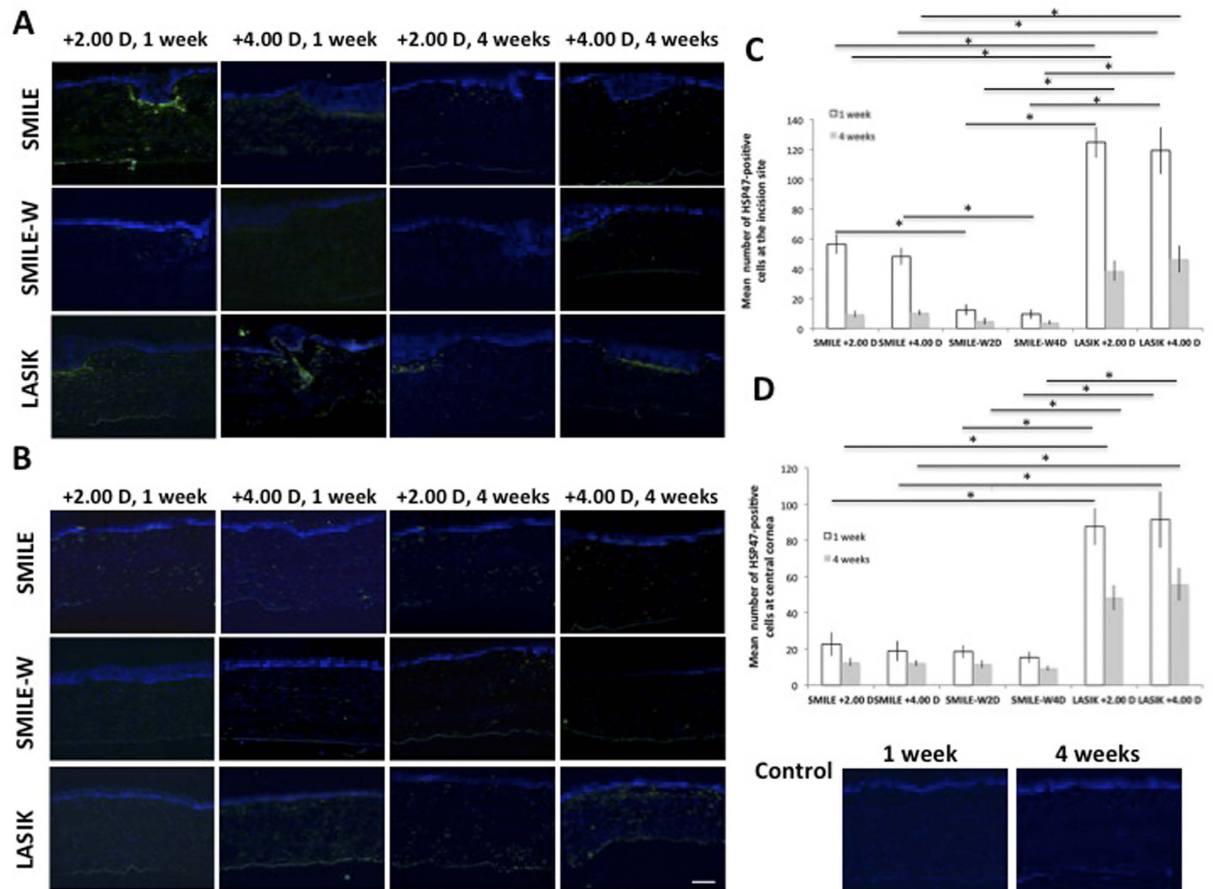 A
+2.00 D, 1 week +4.00 D, 1 week +2.00 D, 4 weeks +4.00 D, 4 weeks
SMILE
SMILE-W
LASIK
B
+2.00 D, 1 week +4.00 D, 1 week +2.00 D, 4 weeks +4.00 D, 4 weeks
SMILE
SMILE-W
LASIK
C
* * * * * * * * * *
Mean number of HSP47-positive
cells at the incision site
140
120
100
80
60
40
20
0
1 week
4 weeks
SMILE +2.00 D SMILE +4.00 D SMILE-W2D SMILE-W4D LASIK +2.00 D LASIK +4.00 D
D
* * * * * * * *
Mean number of HSP47-positive
cells at central cornea
120
100
80
60
40
20
0
1 week
4 weeks
SMILE +2.00 D SMILE +4.00 D SMILE-W2D SMILE-W4D LASIK +2.00 D LASIK +4.00 D
Control
1 week 4 weeks